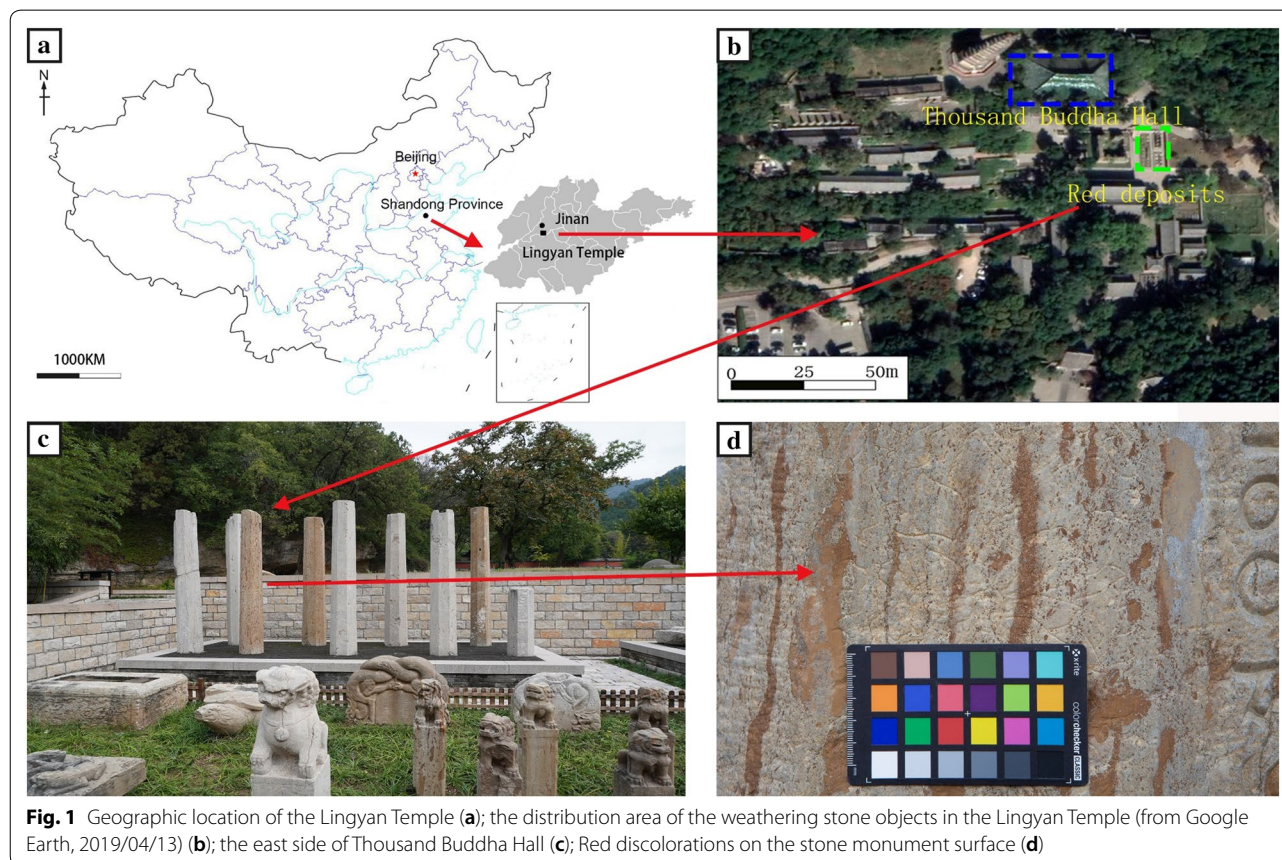 a
N
Beijing
Shandong Province
Jinan
Lingyan Temple
1000KM
b
Thousand Buddha Hall
Red deposits
0 25 50m
c
d
x-rite
colorchecker CLASSIC
mm
Fig. 1 Geographic location of the Lingyan Temple (a); the distribution area of the weathering stone objects in the Lingyan Temple (from Google
Earth, 2019/04/13) (b); the east side of Thousand Buddha Hall (c); Red discolorations on the stone monument surface (d)